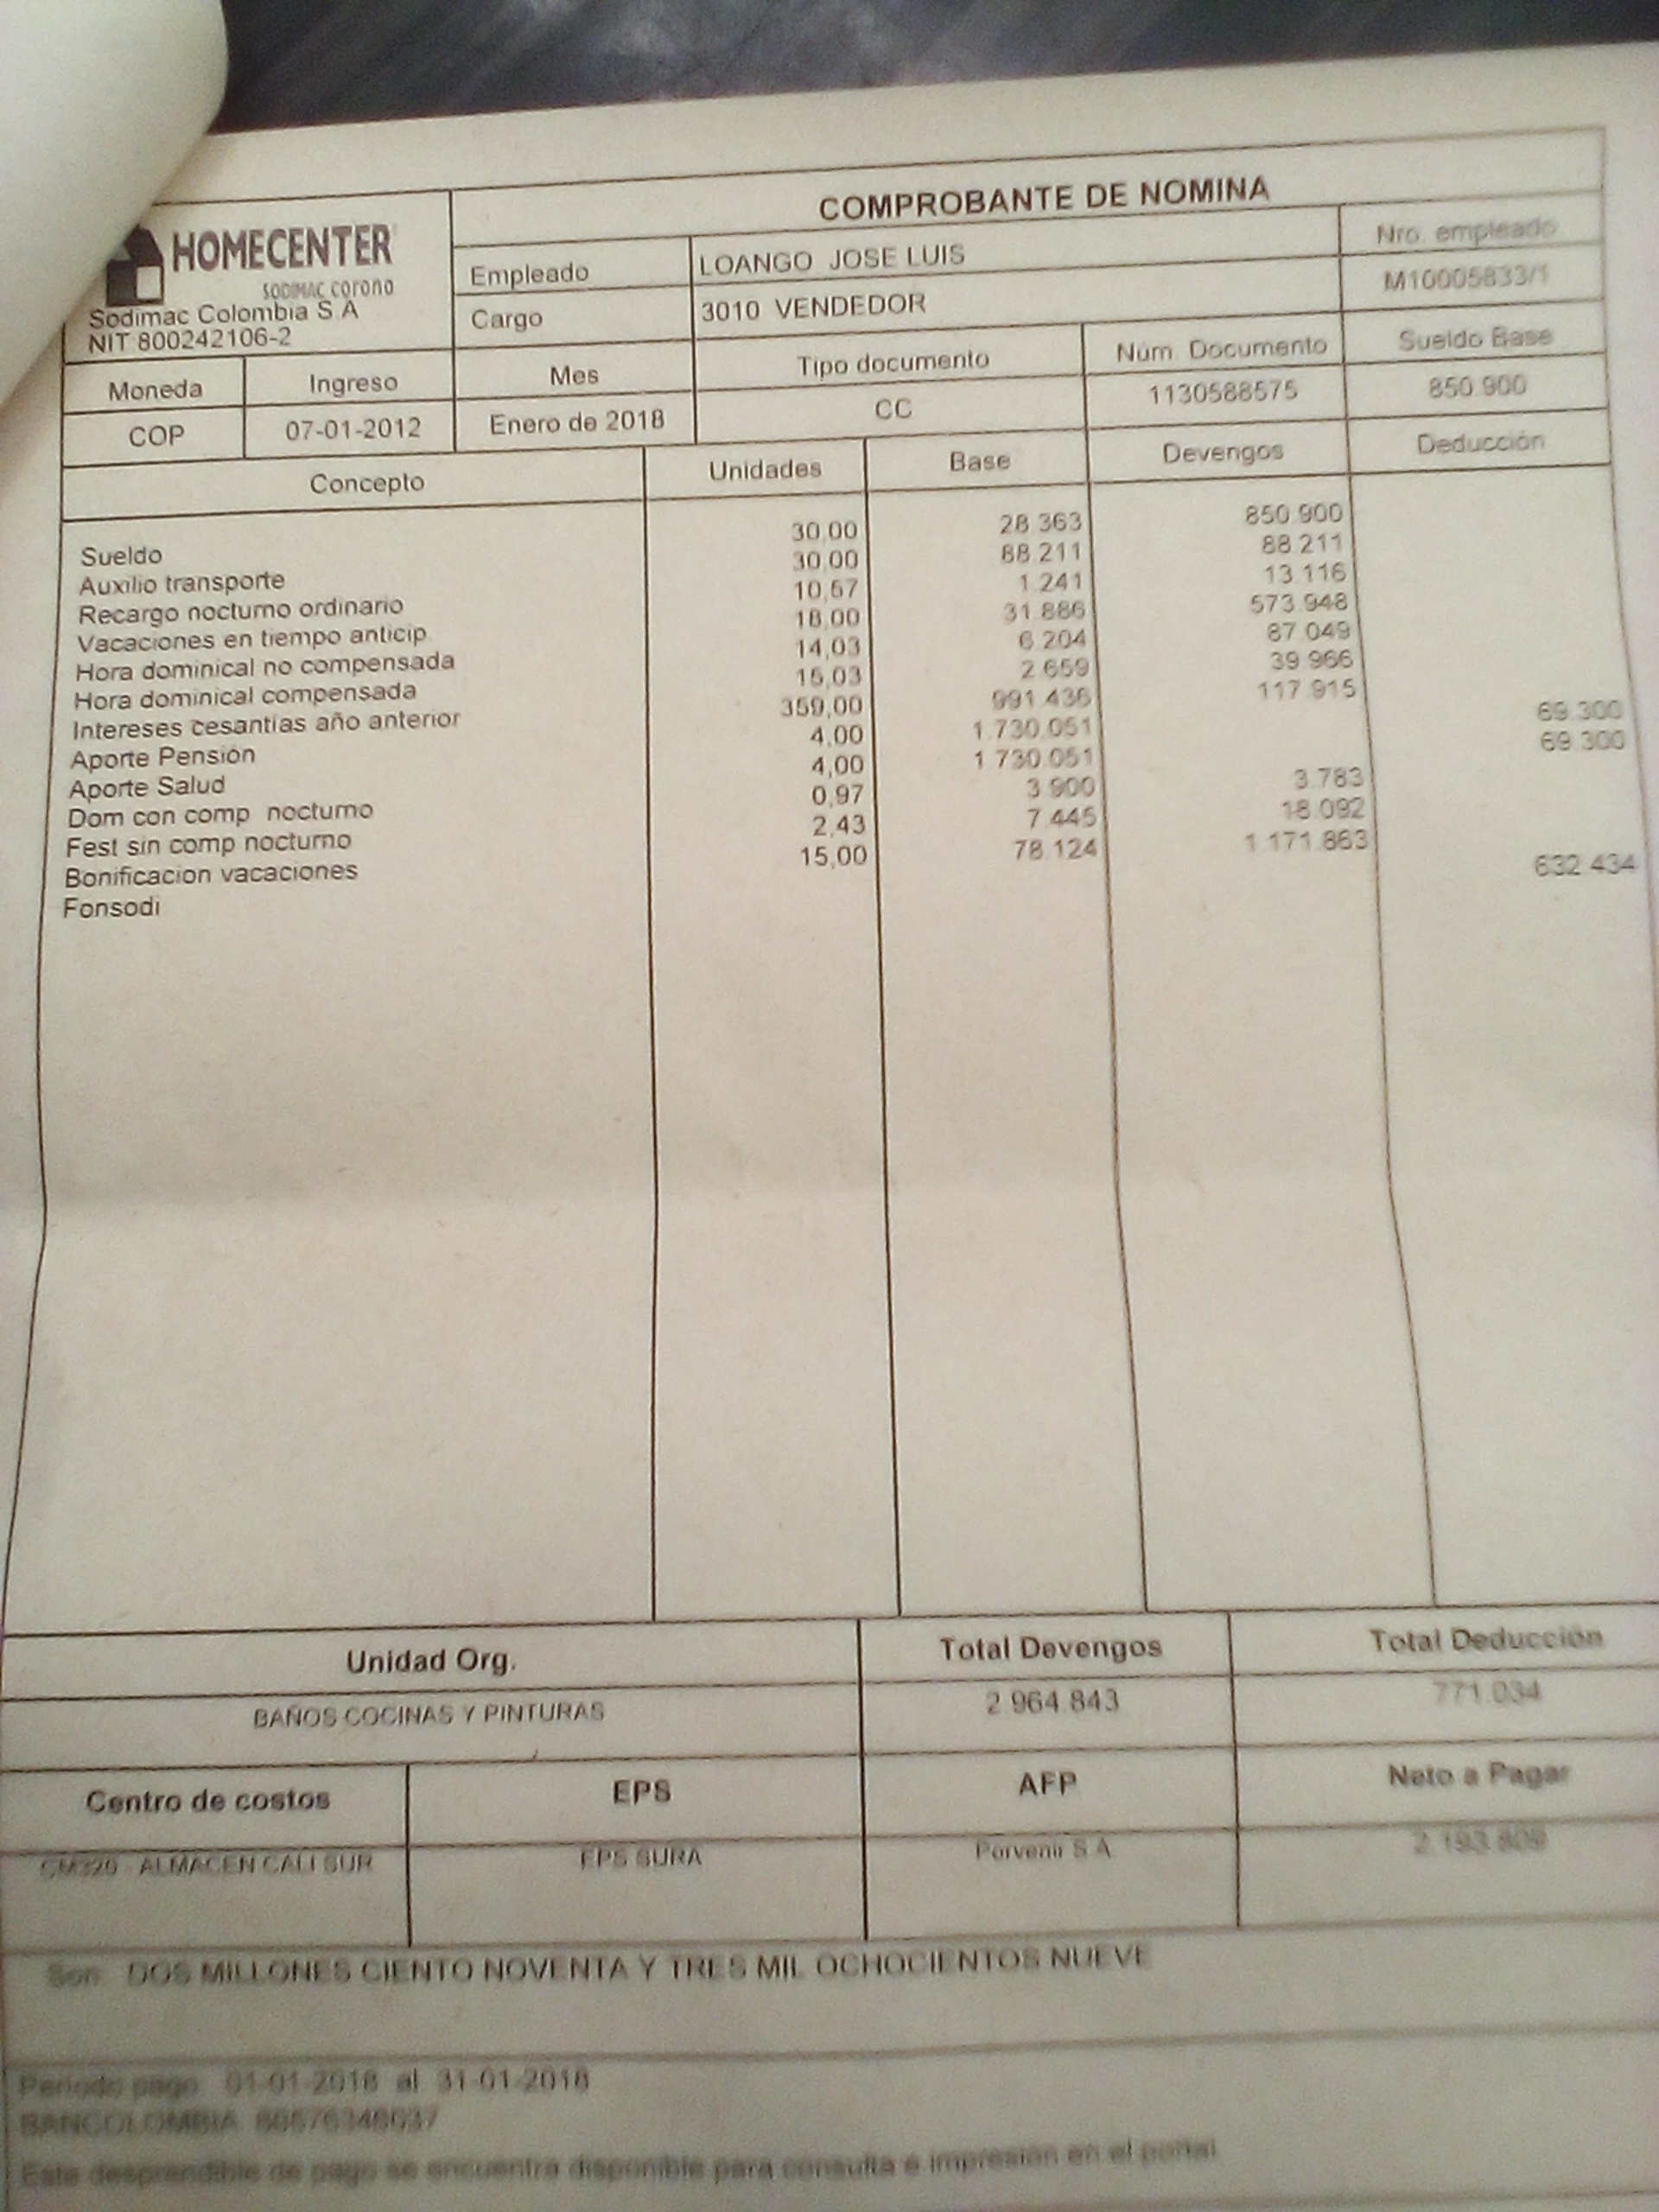 COMPROBANTE DE NOMINA
HOMECENTER
SODIMAC corona
Sodimac Colombia S.A
NIT 800242106-2
Empleado LOANGO JOSE LUIS Nro. empleado
Cargo 3010 VENDEDOR M10005833/1
Moneda Ingreso Mes Tipo documento Núm. Documento Sueldo Base
COP 07-01-2012 Enero de 2018 CC 1130588575 850.900
Concepto Unidades Base Devengos Deducción
Sueldo 30,00 28.363 850.900
Auxilio transporte 30,00 88.211 88.211
Recargo nocturno ordinario 10,57 1.241 13.116
Vacaciones en tiempo anticip. 18,00 31.886 573.948
Hora dominical no compensada 14,03 6.204 87.049
Hora dominical compensada 15,03 2.659 39.966
Intereses cesantías año anterior 359,00 991.436 117.915
Aporte Pensión 4,00 1.730.051 69.300
Aporte Salud 4,00 1.730.051 69.300
Dom con comp nocturno 0,97 3.900 3.783
Fest sin comp nocturno 2,43 7.445 18.092
Bonificacion vacaciones 15,00 78.124 1.171.863
Fonsodi 632.434
Unidad Org. Total Devengos Total Deducción
BAÑOS COCINAS Y PINTURAS 2.964.843 771.034
Centro de costos EPS AFP Neto a Pagar
CM320 - ALMACEN CALI SUR EPS SURA Porvenir S.A. 2.193.809
Son: DOS MILLONES CIENTO NOVENTA Y TRES MIL OCHOCIENTOS NUEVE
Periodo pago 01-01-2018 al 31-01-2018
BANCOLOMBIA
Este desprendible de pago se encuentra disponible para consulta e impresión en el portal